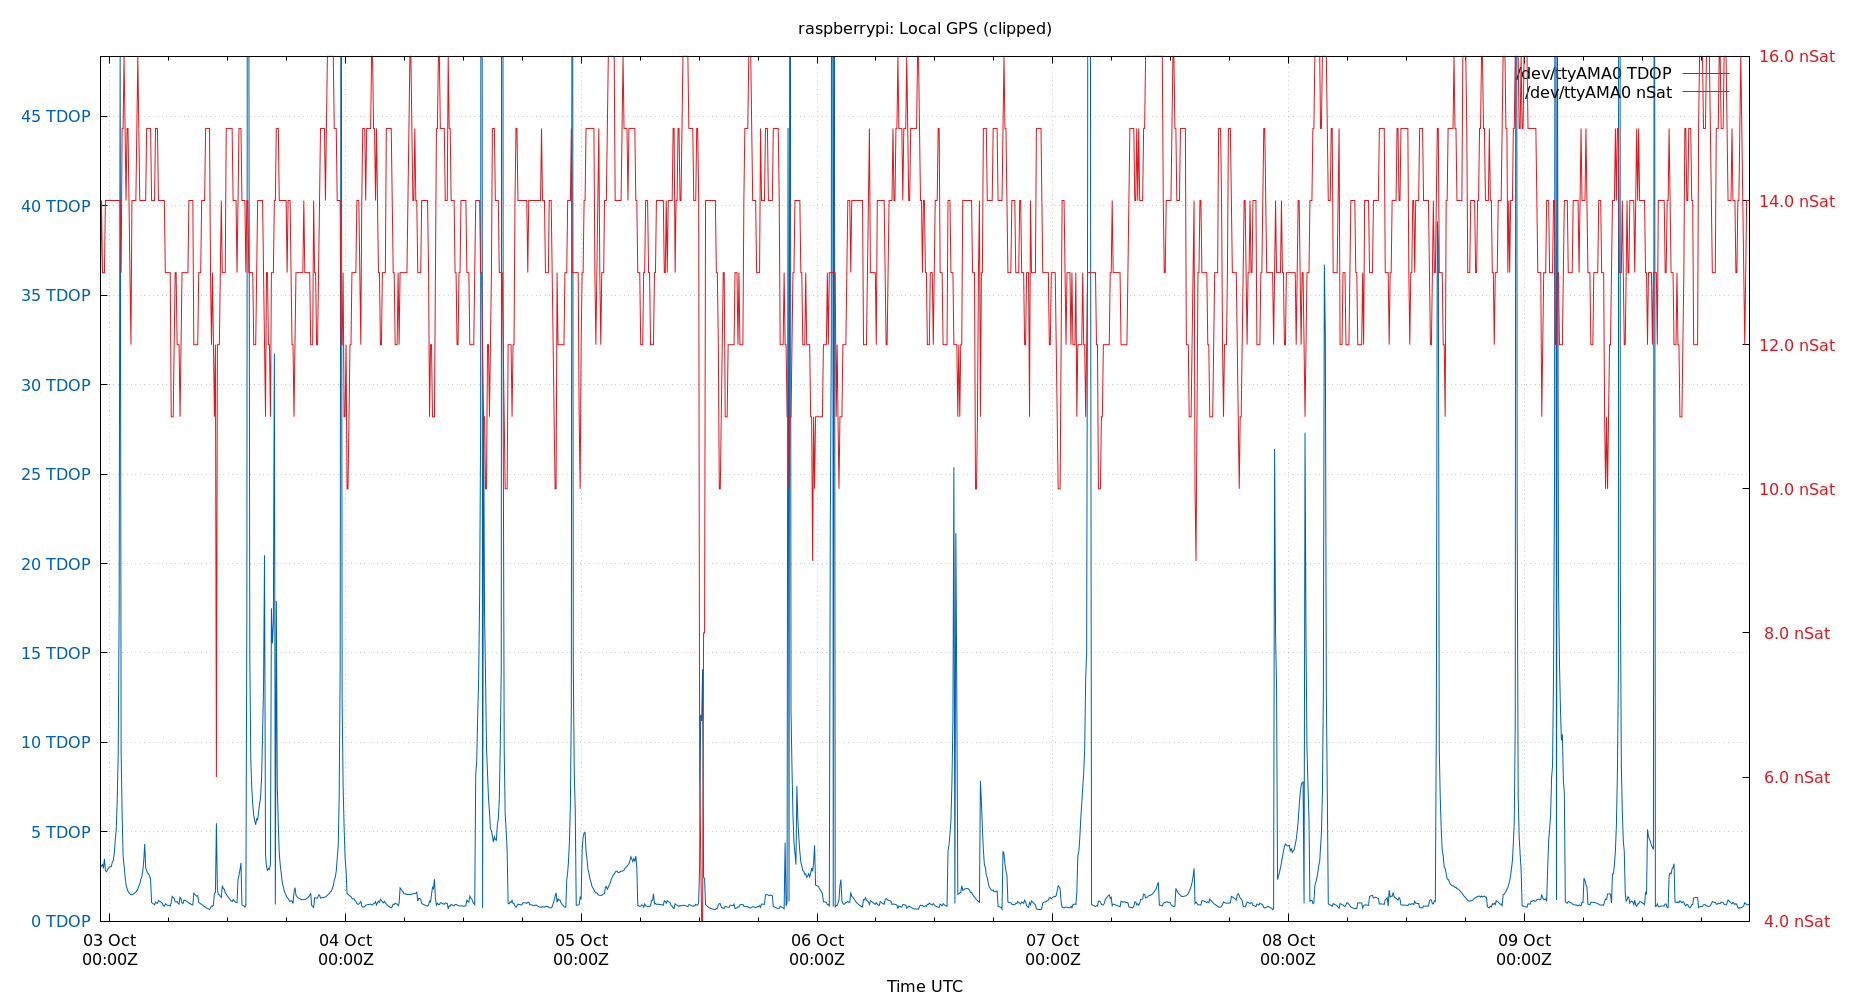 raspberrypi: Local GPS (clipped)
16.0 nSat
/dev/ttyAMA0 TDOP
/dev/ttyAMA0 nSat
45 TDOP
40 TDOP
14.0 nSat
35 TDOP
12.0 nSat
30 TDOP
25 TDOP
10.0 nSat
20 TDOP
15 TDOP
8.0 nSat
10 TDOP
6.0 nSat
5 TDOP
0 TDOP
4.0 nSat
03 Oct 04 Oct 05 Oct 06 Oct 07 Oct 08 Oct 09 Oct
00:00Z 00:00Z 00:00Z 00:00Z 00:00Z 00:00Z 00:00Z
Time UTC